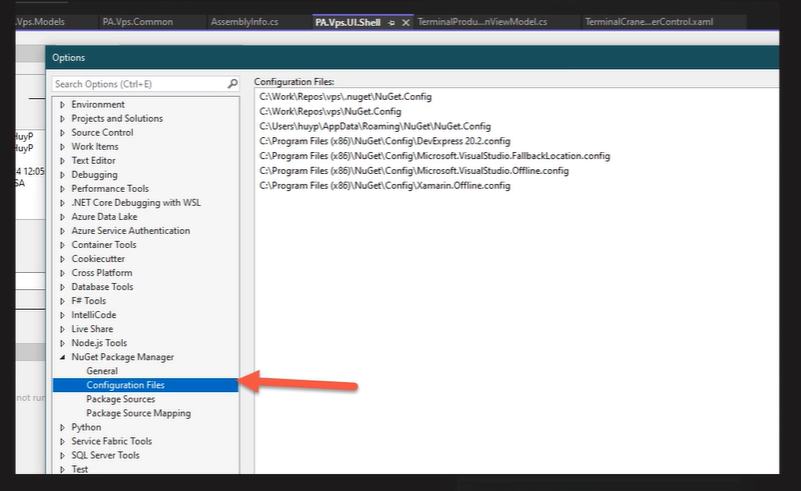 .Vps.Models PA.Vps.Common AssemblyInfo.cs PA.Vps.UI.Shell TerminalProdu...nViewModel.cs TerminalCrane...erControl.xaml
Options
Search Options (Ctrl+E)
Configuration Files:
Environment
Projects and Solutions
Source Control
Work Items
Text Editor
Debugging
Performance Tools
.NET Core Debugging with WSL
Azure Data Lake
Azure Service Authentication
Container Tools
Cookiecutter
Cross Platform
Database Tools
F# Tools
IntelliCode
Live Share
Node.js Tools
NuGet Package Manager
General
Configuration Files
Package Sources
Package Source Mapping
Python
Service Fabric Tools
SQL Server Tools
Test
C:\Work\Repos\vps\.nuget\NuGet.Config
C:\Work\Repos\vps\NuGet.Config
C:\Users\huyp\AppData\Roaming\NuGet\NuGet.Config
C:\Program Files (x86)\NuGet\Config\DevExpress 20.2.config
C:\Program Files (x86)\NuGet\Config\Microsoft.VisualStudio.FallbackLocation.config
C:\Program Files (x86)\NuGet\Config\Microsoft.VisualStudio.Offline.config
C:\Program Files (x86)\NuGet\Config\Xamarin.Offline.config
HuyP
HuyP
4 12:05
SA
not run